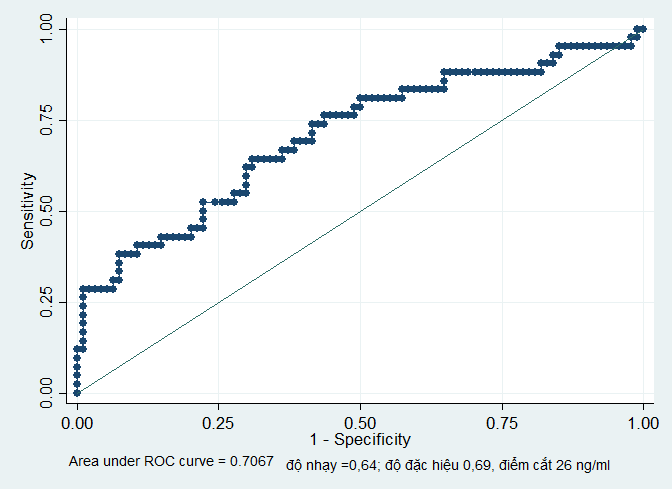 1.00
0.75
0.50
0.25
0.00
Sensitivity
0.00 0.25 0.50 0.75 1.00
1 - Specificity
Area under ROC curve = 0.7067 độ nhạy =0,64; độ đặc hiệu 0,69, điểm cắt 26 ng/ml